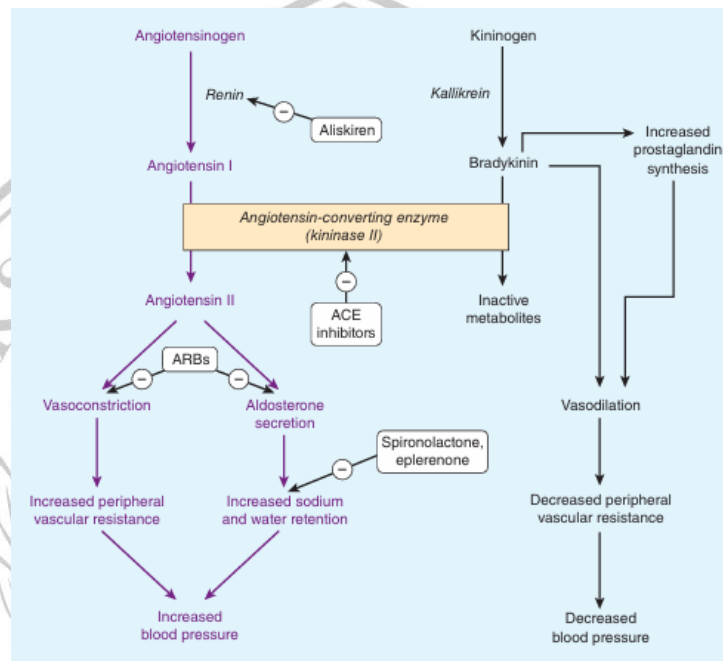 Angiotensinogen
Kininogen
Renin
−
Aliskiren
Kallikrein
Increased
prostaglandin
synthesis
Angiotensin I
Bradykinin
Angiotensin-converting enzyme
(kininase II)
−
Angiotensin II
ACE
inhibitors
Inactive
metabolites
ARBs
−
−
Vasoconstriction
Aldosterone
secretion
Vasodilation
Spironolactone,
eplerenone
−
Increased peripheral
vascular resistance
Increased sodium
and water retention
Decreased peripheral
vascular resistance
Increased
blood pressure
Decreased
blood pressure